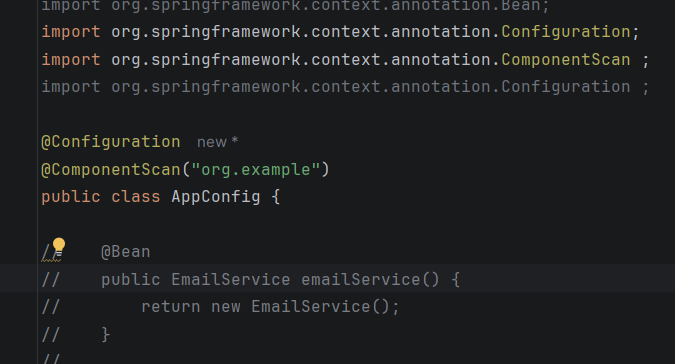 import org.springframework.context.annotation.Bean;
import org.springframework.context.annotation.Configuration;
import org.springframework.context.annotation.ComponentScan ;
import org.springframework.context.annotation.Configuration ;
@Configuration new *
@ComponentScan("org.example")
public class AppConfig {
//    @Bean
//    public EmailService emailService() {
//        return new EmailService();
//    }
//